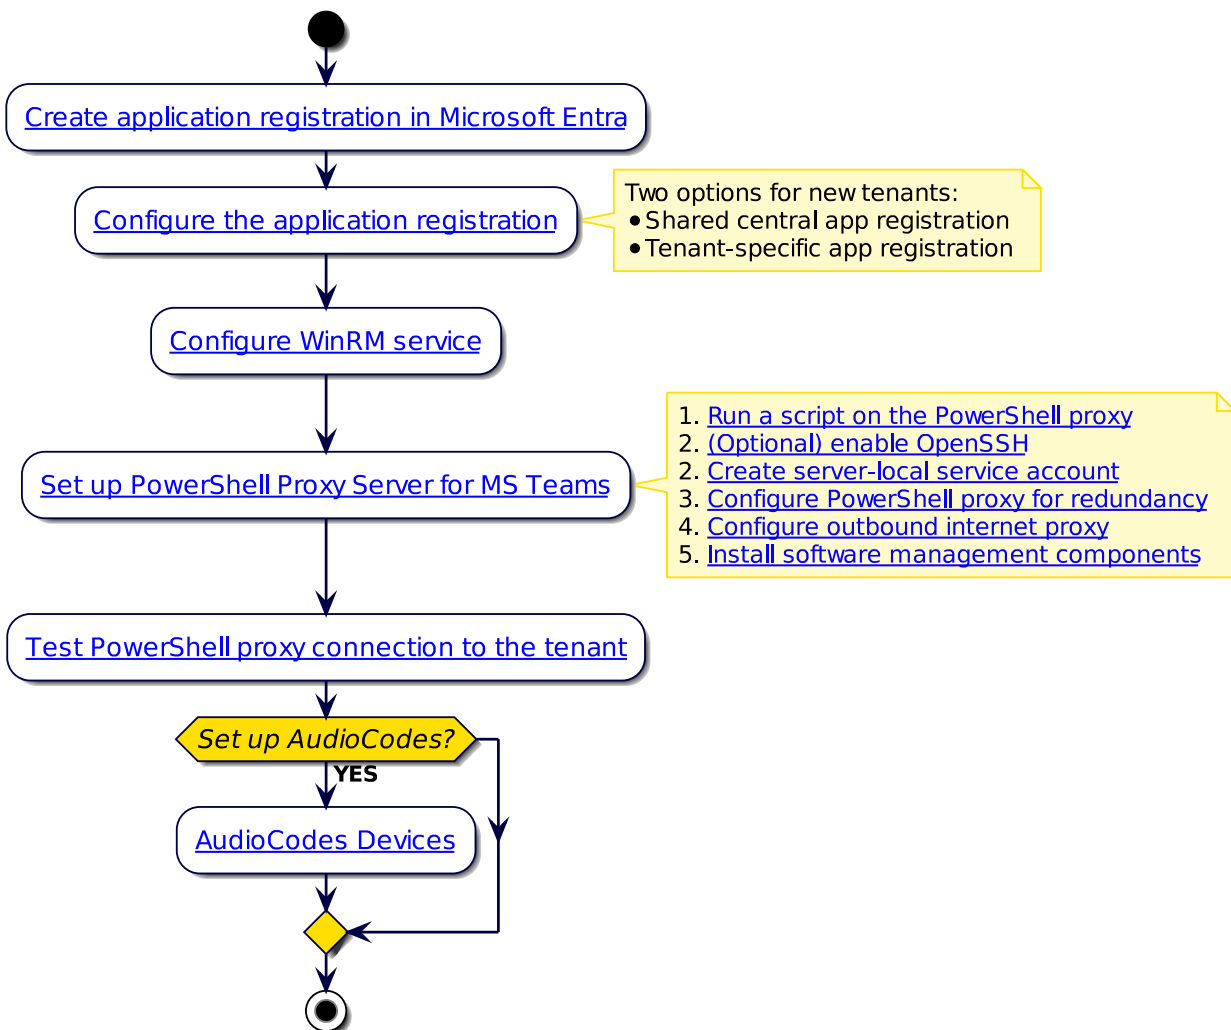 Create application registration in Microsoft Entra
Configure the application registration
Two options for new tenants:
• Shared central app registration
• Tenant-specific app registration
Configure WinRM service
Set up PowerShell Proxy Server for MS Teams
1. Run a script on the PowerShell proxy
2. (Optional) enable OpenSSH
2. Create server-local service account
3. Configure PowerShell proxy for redundancy
4. Configure outbound internet proxy
5. Install software management components
Test PowerShell proxy connection to the tenant
Set up AudioCodes?
YES
AudioCodes Devices